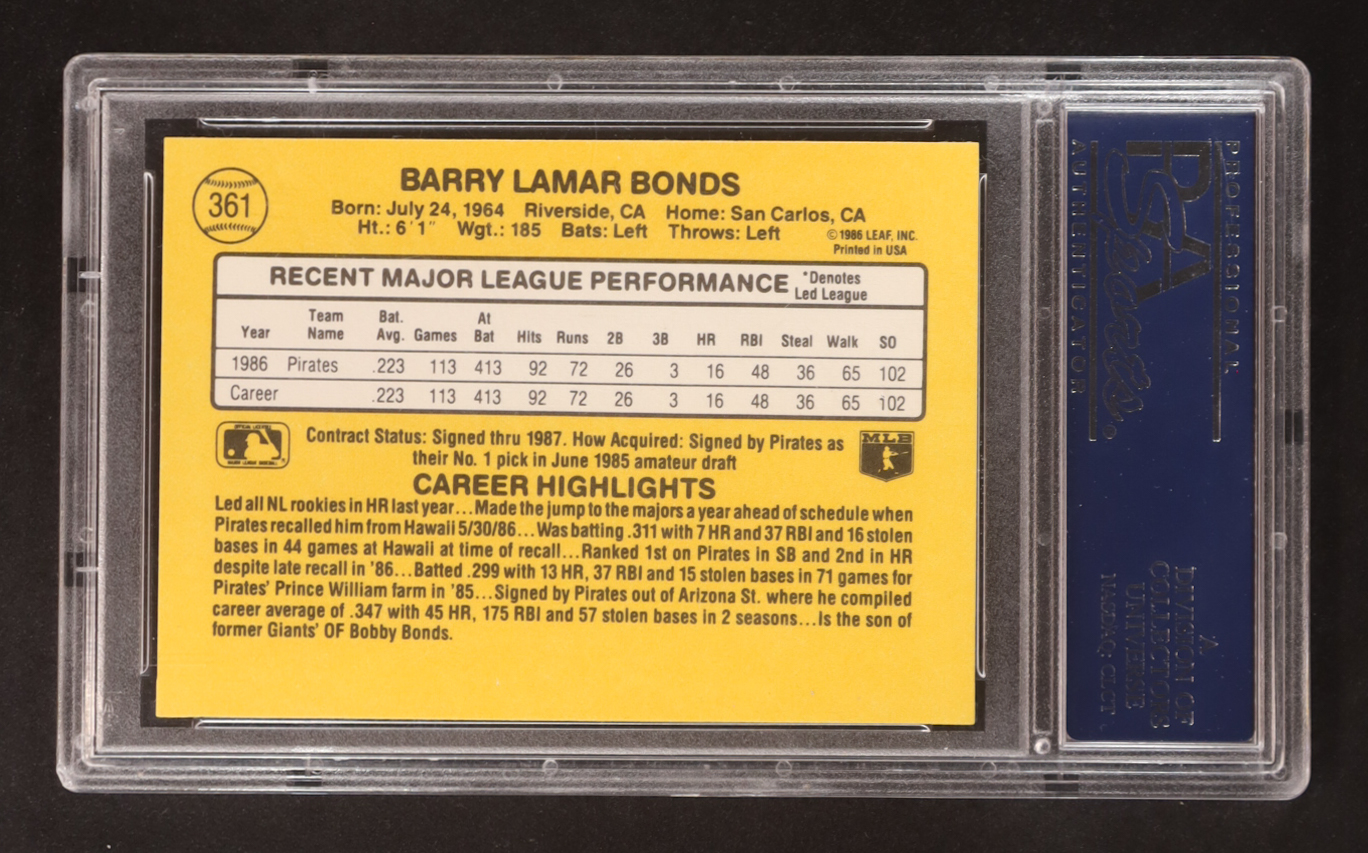 361
BARRY LAMAR BONDS
Born: July 24, 1964 Riverside, CA Home: San Carlos, CA
Ht.: 6'1" Wgt.: 185 Bats: Left Throws: Left
©1986 LEAF, INC.
Printed in USA
RECENT MAJOR LEAGUE PERFORMANCE *Denotes Led League
Year Team Name Bat. Avg. Games At Bat Hits Runs 2B 3B HR RBI Steal Walk SO
1986 Pirates .223 113 413 92 72 26 3 16 48 36 65 102
Career .223 113 413 92 72 26 3 16 48 36 65 102
Contract Status: Signed thru 1987. How Acquired: Signed by Pirates as
their No. 1 pick in June 1985 amateur draft
MLB
CAREER HIGHLIGHTS
Led all NL rookies in HR last year...Made the jump to the majors a year ahead of schedule when
Pirates recalled him from Hawaii 5/30/86...Was batting .311 with 7 HR and 37 RBI and 16 stolen
bases in 44 games at Hawaii at time of recall...Ranked 1st on Pirates in SB and 2nd in HR
despite late recall in '86...Batted .299 with 13 HR, 37 RBI and 15 stolen bases in 71 games for
Pirates' Prince William farm in '85...Signed by Pirates out of Arizona St. where he compiled
career average of .347 with 45 HR, 175 RBI and 57 stolen bases in 2 seasons...Is the son of
former Giants' OF Bobby Bonds.
PROFESSIONAL
PSA
AUTHENTICATOR
A
DIVISION OF
COLLECTORS
UNIVERSE
NASDAQ: CLCT